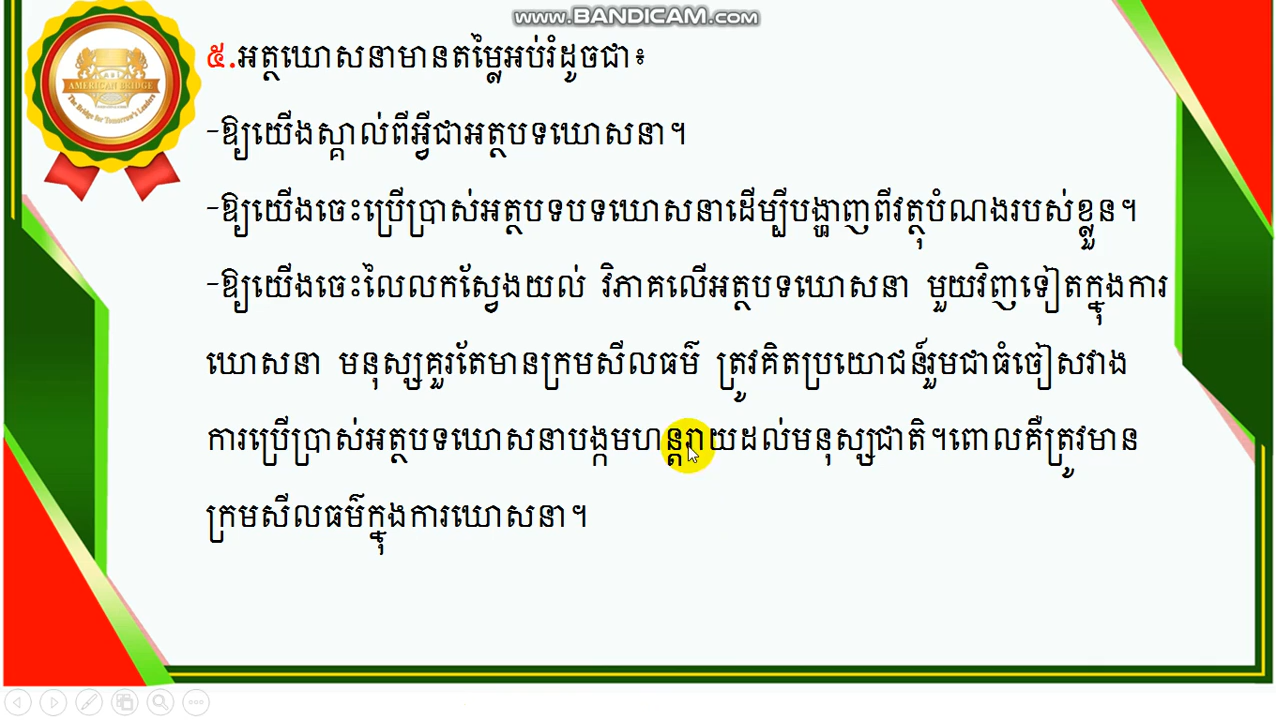 www.BANDICAM.com
AMERICAN BRIDGE
The Bridge for Tomorrow's Leaders
៥.អត្ថឃោសនាមានតម្លៃអប់រំដូចជា៖
-ឱ្យយើងស្គាល់ពីអ្វីជាអត្ថបទឃោសនា។
-ឱ្យយើងចេះប្រើប្រាស់អត្ថបទបទឃោសនាដើម្បីបង្ហាញពីវត្ថុបំណងរបស់ខ្លួន។
-ឱ្យយើងចេះលៃលកស្វែងយល់ វិភាគលើអត្ថបទឃោសនា មួយវិញទៀតក្នុងការ
ឃោសនា មនុស្សគួរតែមានក្រមសីលធម៌ ត្រូវគិតប្រយោជន៍រួមជាធំចៀសវាង
ការប្រើប្រាស់អត្ថបទឃោសនាបង្កមហន្តរាយដល់មនុស្សជាតិ។ពោលគឺត្រូវមាន
ក្រមសីលធម៌ក្នុងការឃោសនា។